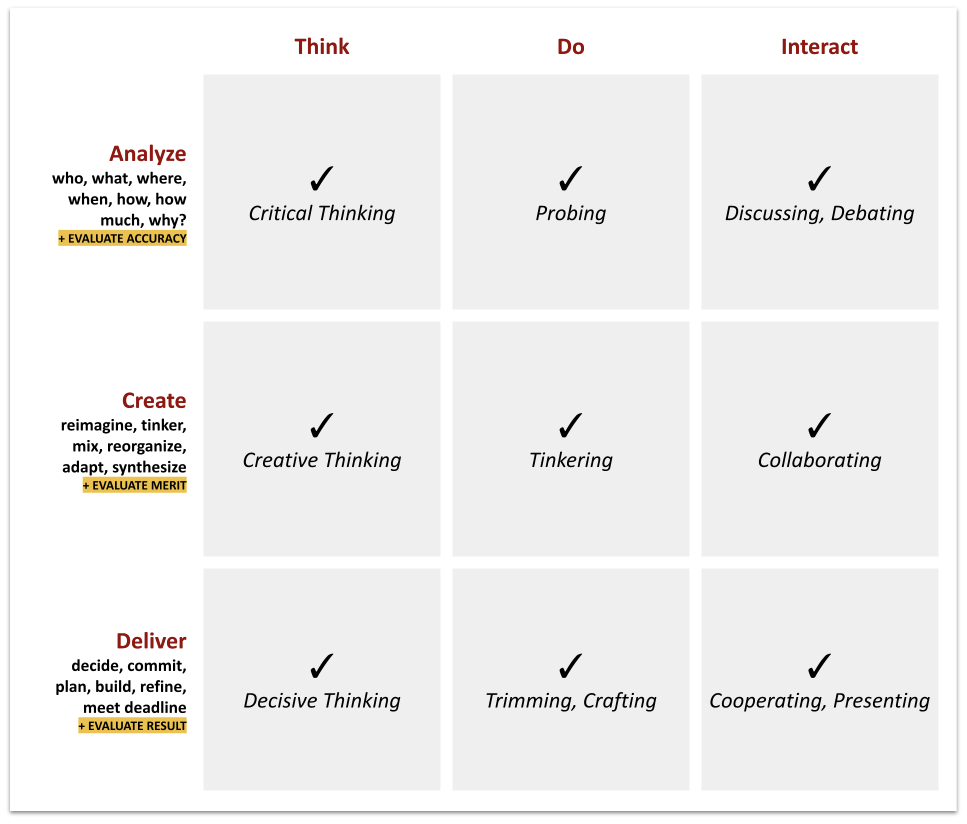 Think Do Interact
Analyze
who, what, where,
when, how, how
much, why?
+ EVALUATE ACCURACY
✓ ✓ ✓
Critical Thinking Probing Discussing, Debating
Create
reimagine, tinker,
mix, reorganize,
adapt, synthesize
+ EVALUATE MERIT
✓ ✓ ✓
Creative Thinking Tinkering Collaborating
Deliver
decide, commit,
plan, build, refine,
meet deadline
+ EVALUATE RESULT
✓ ✓ ✓
Decisive Thinking Trimming, Crafting Cooperating, Presenting